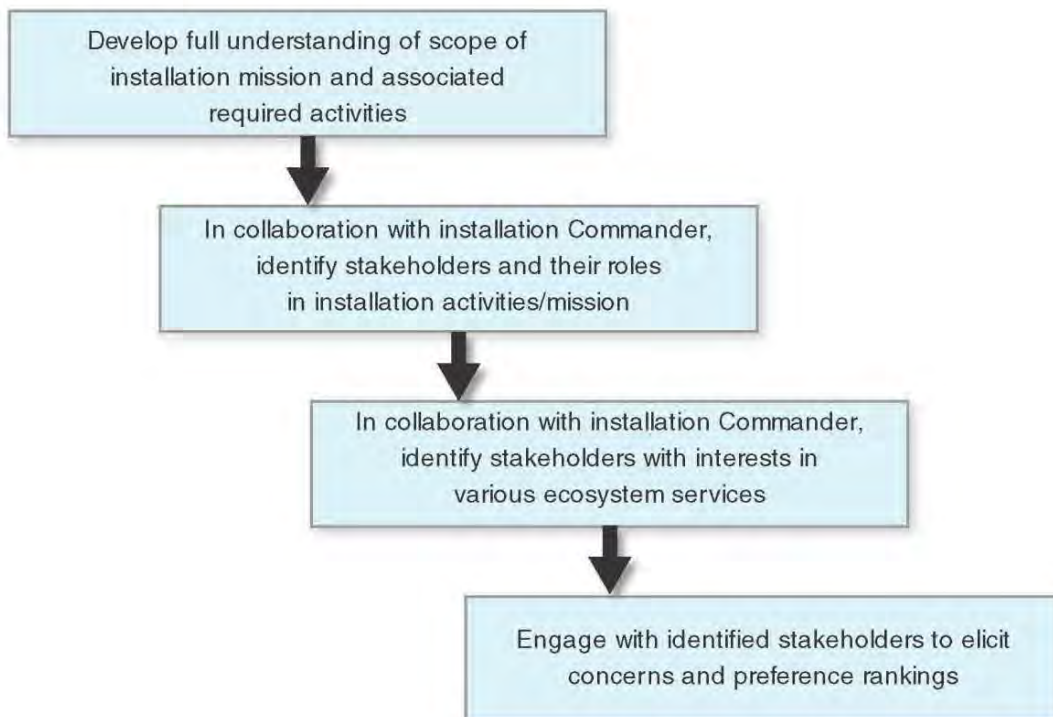 Develop full understanding of scope of
installation mission and associated
required activities
In collaboration with installation Commander,
identify stakeholders and their roles
in installation activities/mission
In collaboration with installation Commander,
identify stakeholders with interests in
various ecosystem services
Engage with identified stakeholders to elicit
concerns and preference rankings